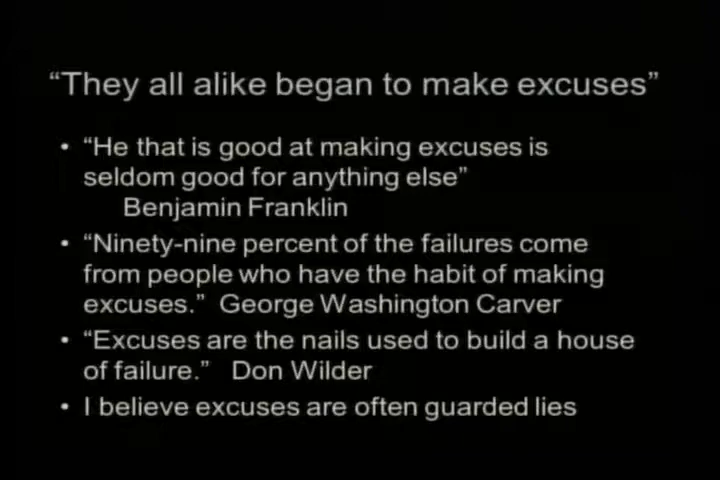 “They all alike began to make excuses”
• “He that is good at making excuses is
seldom good for anything else”
Benjamin Franklin
• “Ninety-nine percent of the failures come
from people who have the habit of making
excuses.”  George Washington Carver
• “Excuses are the nails used to build a house
of failure.”  Don Wilder
• I believe excuses are often guarded lies